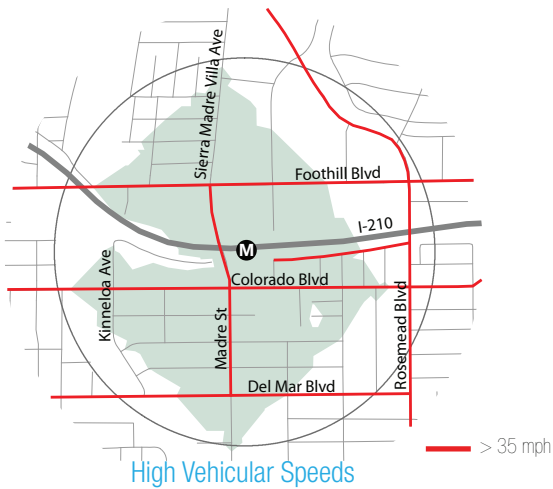 Sierra Madre Villa Ave
Foothill Blvd
I-210
M
Kinneloa Ave
Colorado Blvd
Madre St
Rosemead Blvd
Del Mar Blvd
> 35 mph
High Vehicular Speeds